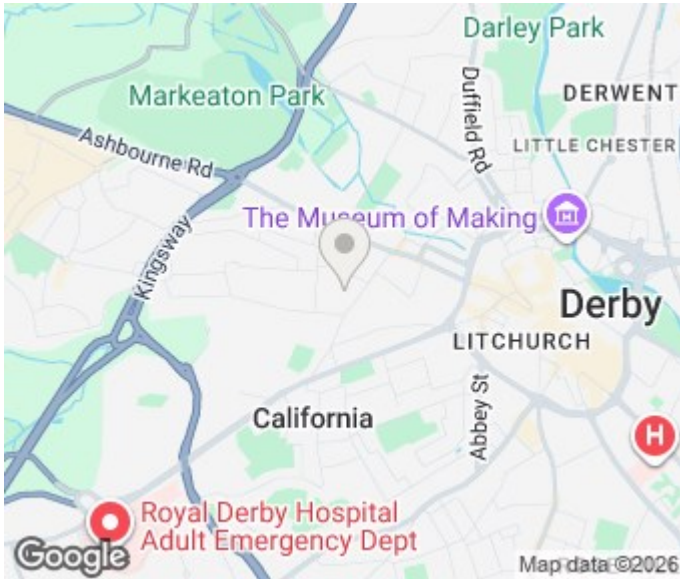 Darley Park
Markeaton Park
DERWENT
Duffield Rd
Ashbourne Rd
LITTLE CHESTER
The Museum of Making
Kingsway
Derby
LITCHURCH
Abbey St
California
H
Royal Derby Hospital
Adult Emergency Dept
Google
Map data ©2026